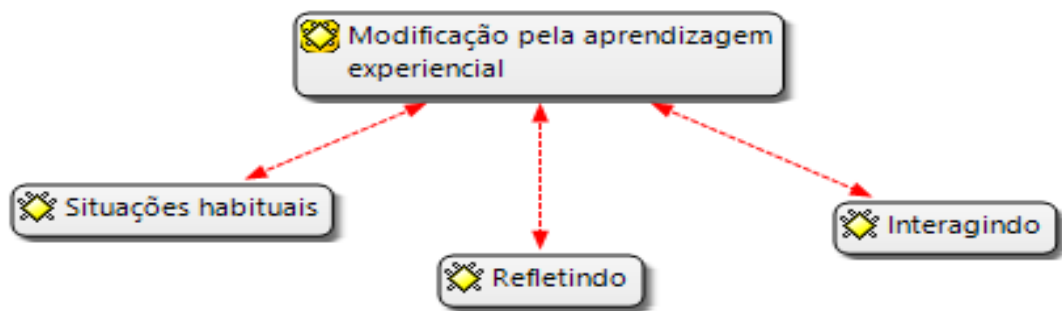 Modificação pela aprendizagem
experiencial
Situações habituais
Interagindo
Refletindo